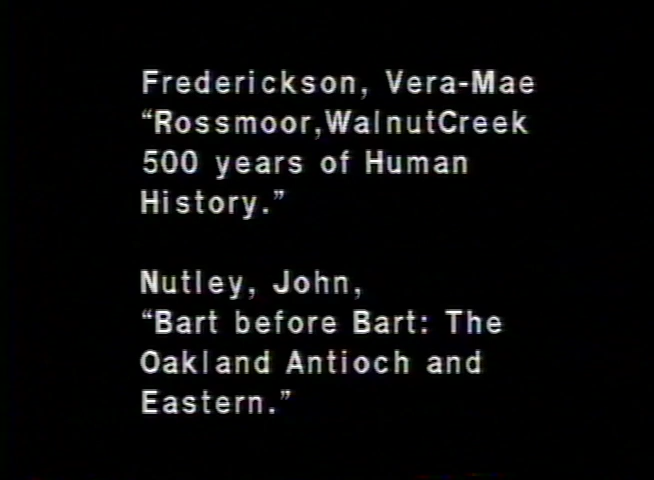 Frederickson, Vera-Mae
“Rossmoor,WalnutCreek
500 years of Human
History.”
Nutley, John,
“Bart before Bart: The
Oakland Antioch and
Eastern.”